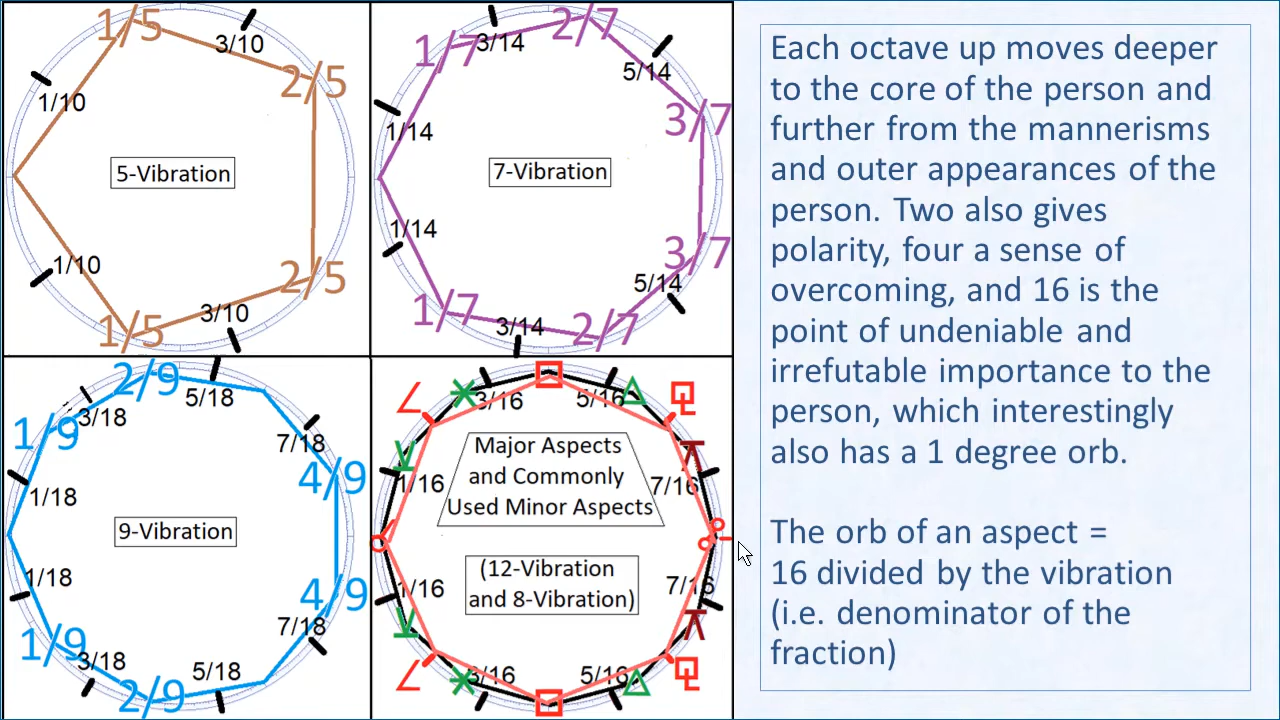 1/5
3/10
2/5
1/10
5-Vibration
1/10
2/5
3/10
1/5
2/7
1/7
3/14
5/14
3/7
1/14
7-Vibration
1/14
3/7
5/14
1/7
3/14
2/7
2/9
5/18
3/18
1/9
7/18
4/9
1/18
9-Vibration
1/18
4/9
7/18
1/9
3/18
5/18
2/9
3/16
5/16
Major Aspects
and Commonly
Used Minor Aspects
1/16
7/16
(12-Vibration
and 8-Vibration)
1/16
7/16
3/16
5/16
Each octave up moves deeper
to the core of the person and
further from the mannerisms
and outer appearances of the
person. Two also gives
polarity, four a sense of
overcoming, and 16 is the
point of undeniable and
irrefutable importance to the
person, which interestingly
also has a 1 degree orb.
The orb of an aspect =
16 divided by the vibration
(i.e. denominator of the
fraction)